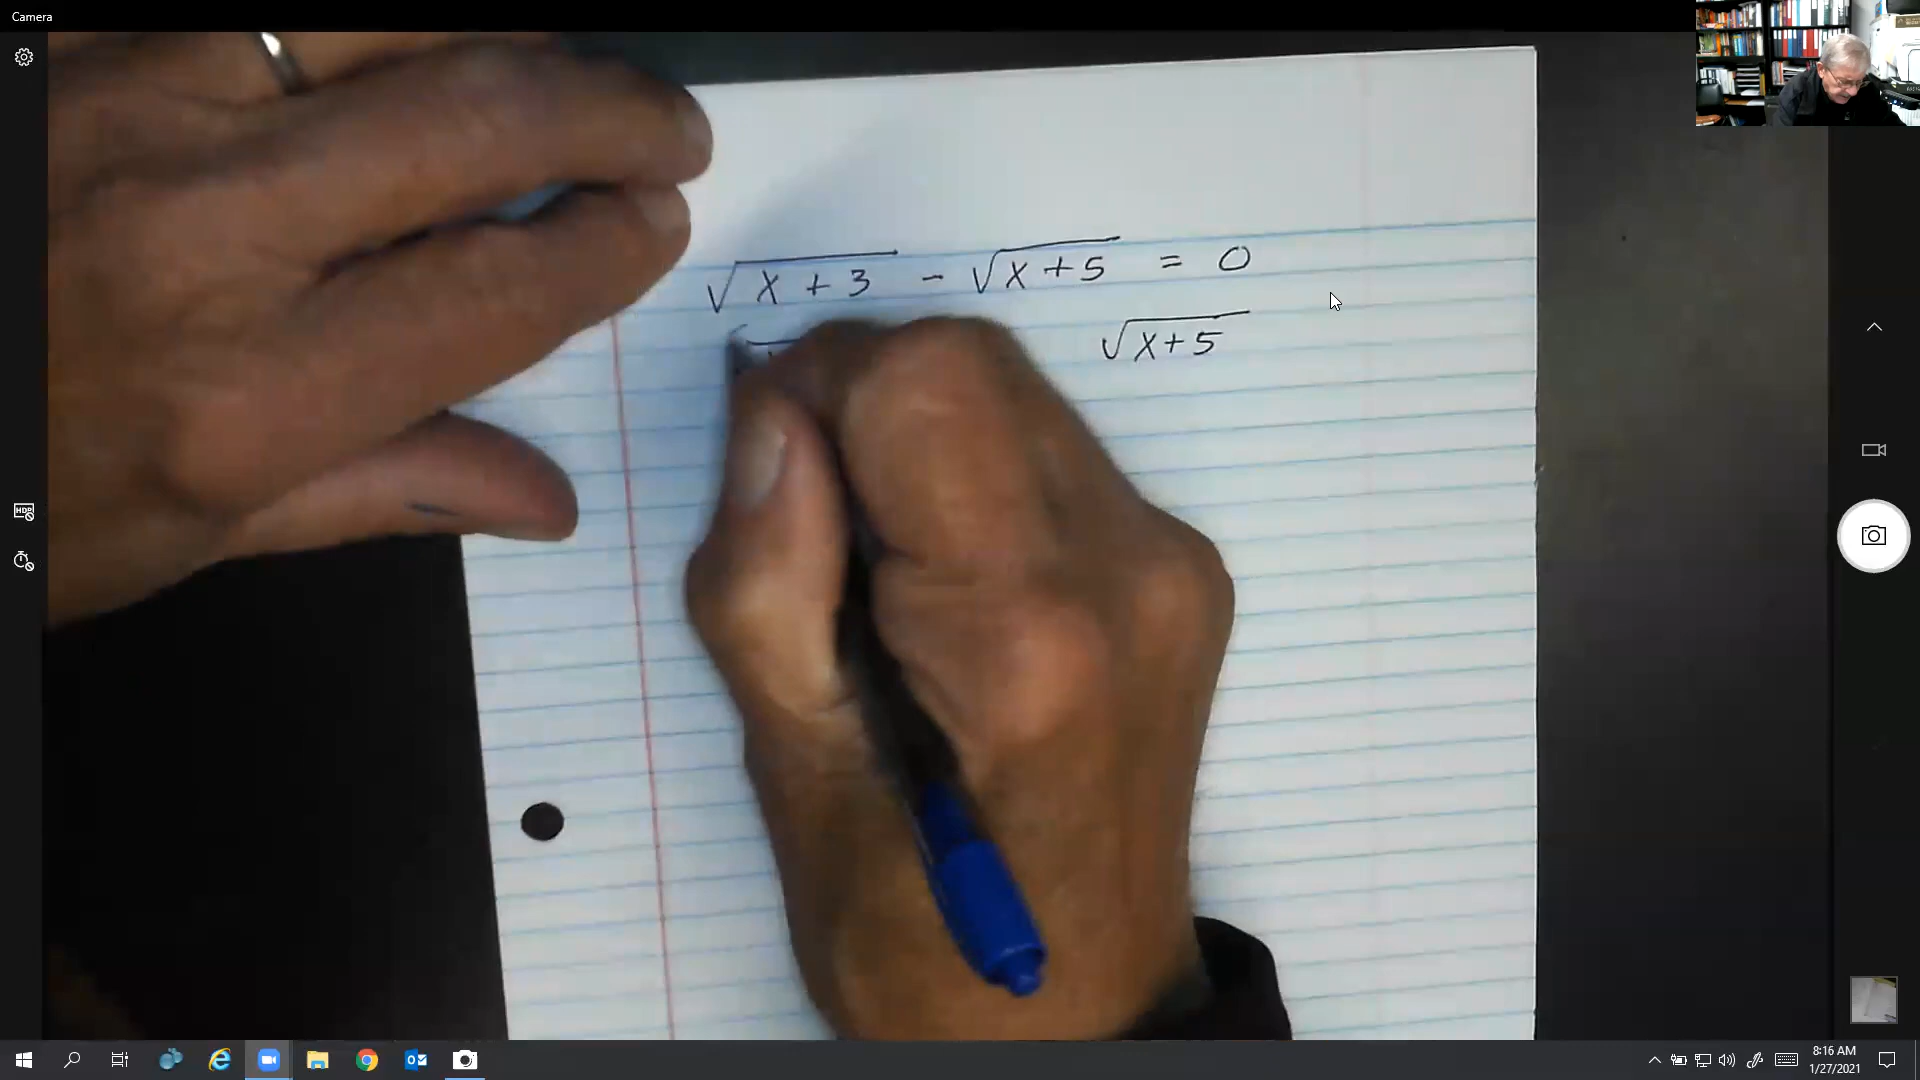 Camera
√x + 3 - √x + 5 = 0
√x + 5
8:16 AM
1/27/2021